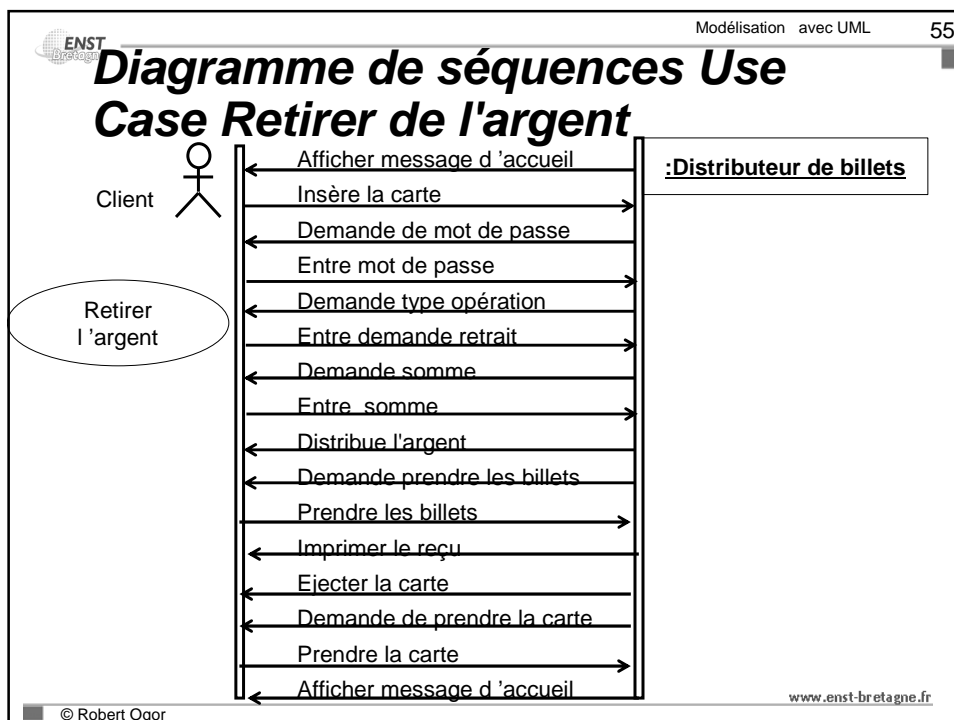 Modélisation avec UML 55
ENST
Bretagne
Diagramme de séquences Use
Case Retirer de l'argent
Afficher message d ’accueil
:Distributeur de billets
Client
Insère la carte
Demande de mot de passe
Entre mot de passe
Demande type opération
Retirer
l ’argent
Entre demande retrait
Demande somme
Entre somme
Distribue l'argent
Demande prendre les billets
Prendre les billets
Imprimer le reçu
Ejecter la carte
Demande de prendre la carte
Prendre la carte
Afficher message d ’accueil
www.enst-bretagne.fr
© Robert Ogor